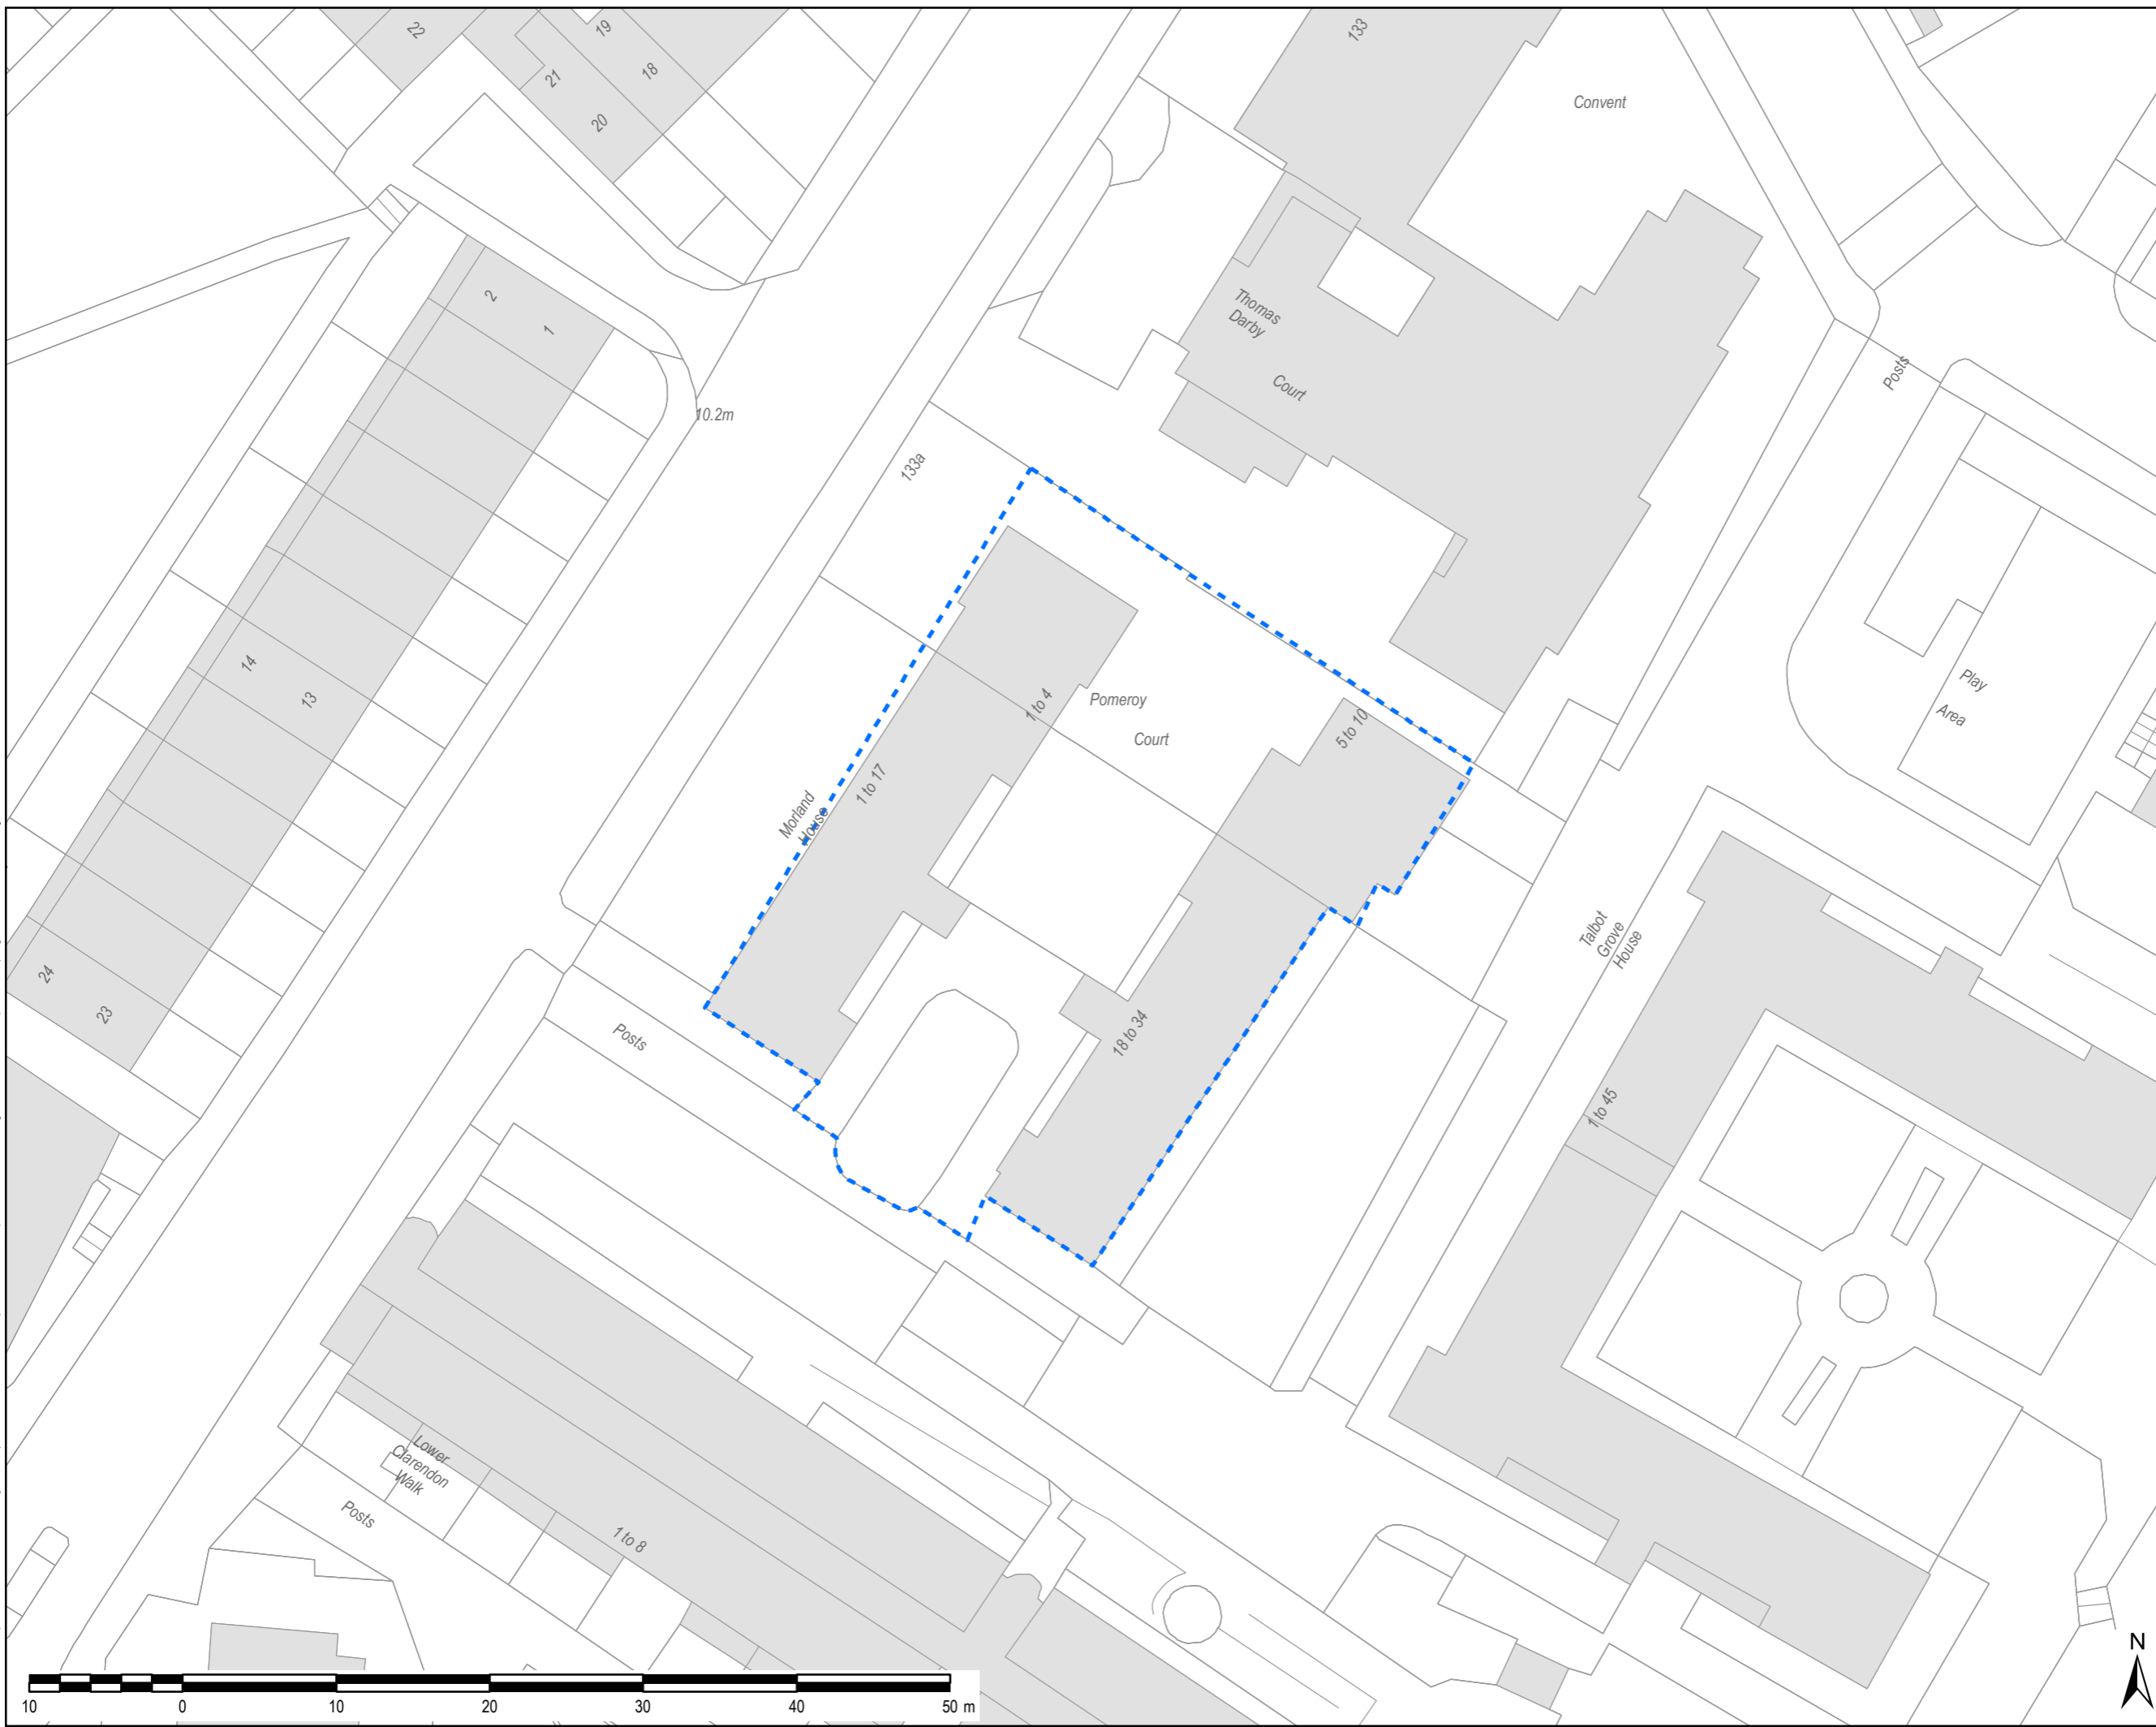 22
19
18
21
20
133
Convent
2
1
Thomas
Darby
Court
Posts
10.2m
133a
14
13
Play
Area
1 to 4
Pomeroy
Court
5 to 10
1 to 17
Morland
House
24
23
Posts
18 to 34
Talbot
Grove
House
1 to 45
Lower
Clarendon
Walk
Posts
1 to 8
N
10 0 10 20 30 40 50 m